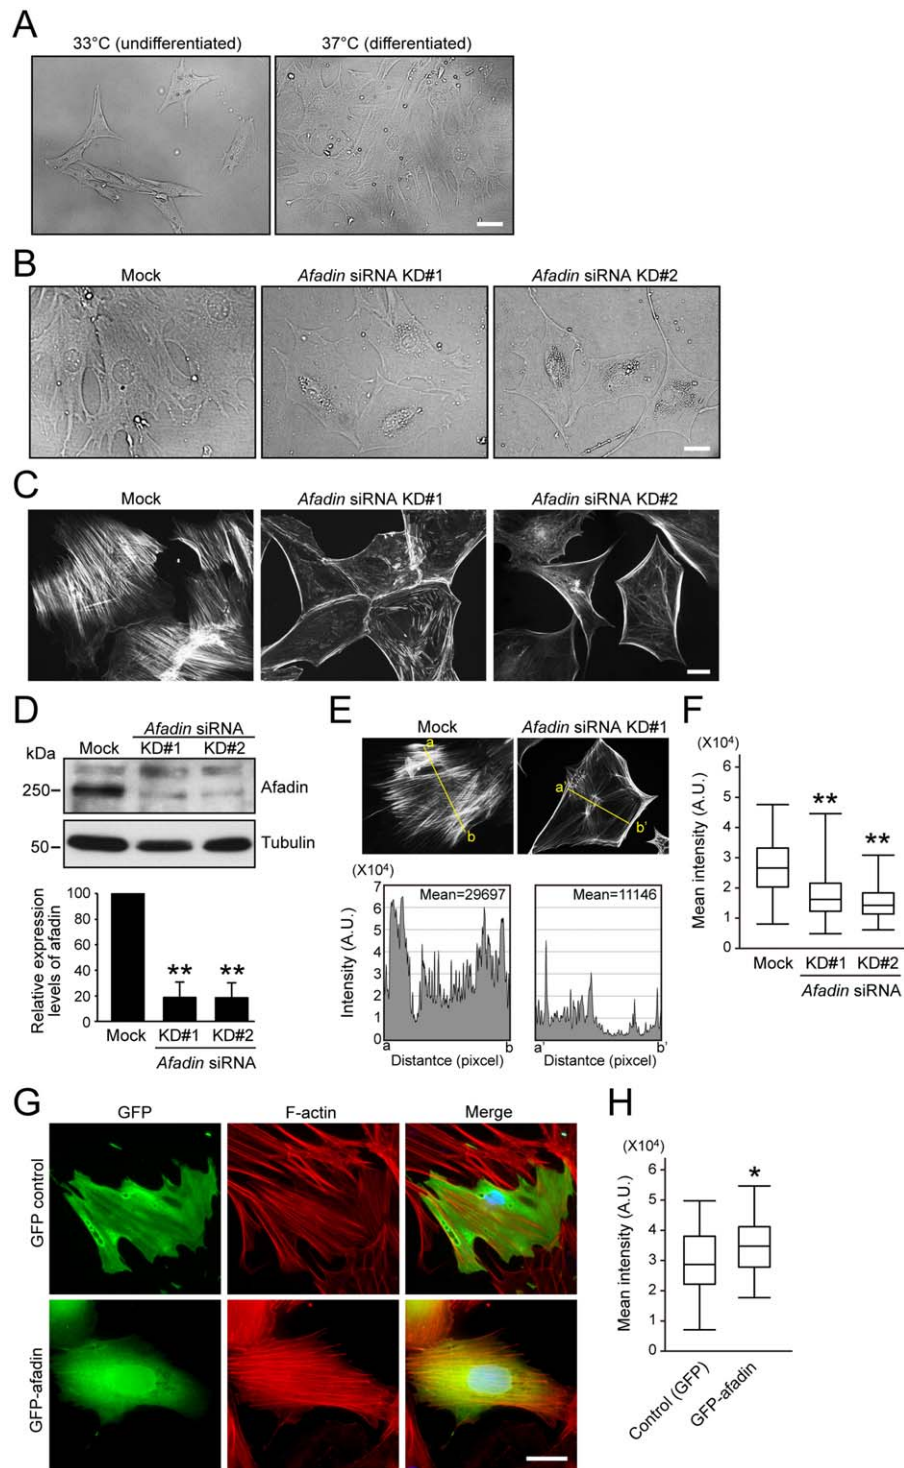 A
33°C (undifferentiated) 37°C (differentiated)
B
Mock Afadin siRNA KD#1 Afadin siRNA KD#2
C
Mock Afadin siRNA KD#1 Afadin siRNA KD#2
D
Afadin siRNA
kDa Mock KD#1 KD#2
250 Afadin
50 Tubulin
Relative expression
levels of afadin
100
80
60
40
20
0
** **
Mock KD#1 KD#2
Afadin siRNA
E
Mock Afadin siRNA KD#1
a a'
b b'
(X10⁴)
Intensity (A.U.)
7
6
5
4
3
2
1
0
Mean=29697 Mean=11146
a b a' b'
Distantce (pixcel) Distantce (pixcel)
F
(X10⁴)
Mean intensity (A.U.)
6
5
4
3
2
1
0
** **
Mock KD#1 KD#2
Afadin siRNA
G
GFP F-actin Merge
GFP control
GFP-afadin
H
(X10⁴)
Mean intensity (A.U.)
6
5
4
3
2
1
0
*
Control (GFP) GFP-afadin